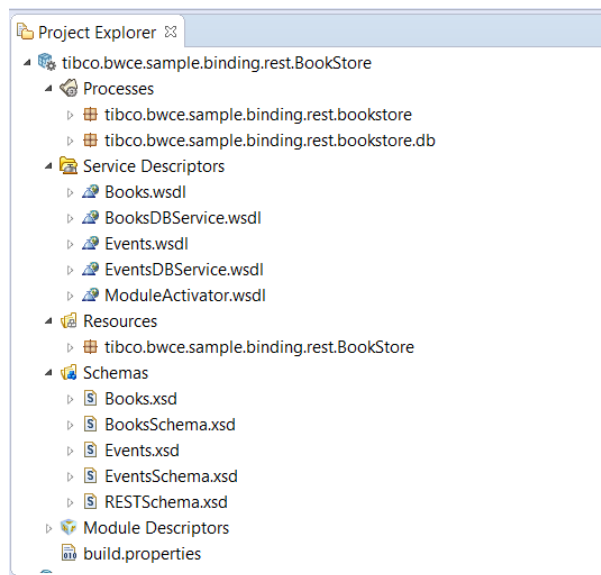 Project Explorer
tibco.bwce.sample.binding.rest.BookStore
Processes
tibco.bwce.sample.binding.rest.bookstore
tibco.bwce.sample.binding.rest.bookstore.db
Service Descriptors
Books.wsdl
BooksDBService.wsdl
Events.wsdl
EventsDBService.wsdl
ModuleActivator.wsdl
Resources
tibco.bwce.sample.binding.rest.BookStore
Schemas
Books.xsd
BooksSchema.xsd
Events.xsd
EventsSchema.xsd
RESTSchema.xsd
Module Descriptors
build.properties